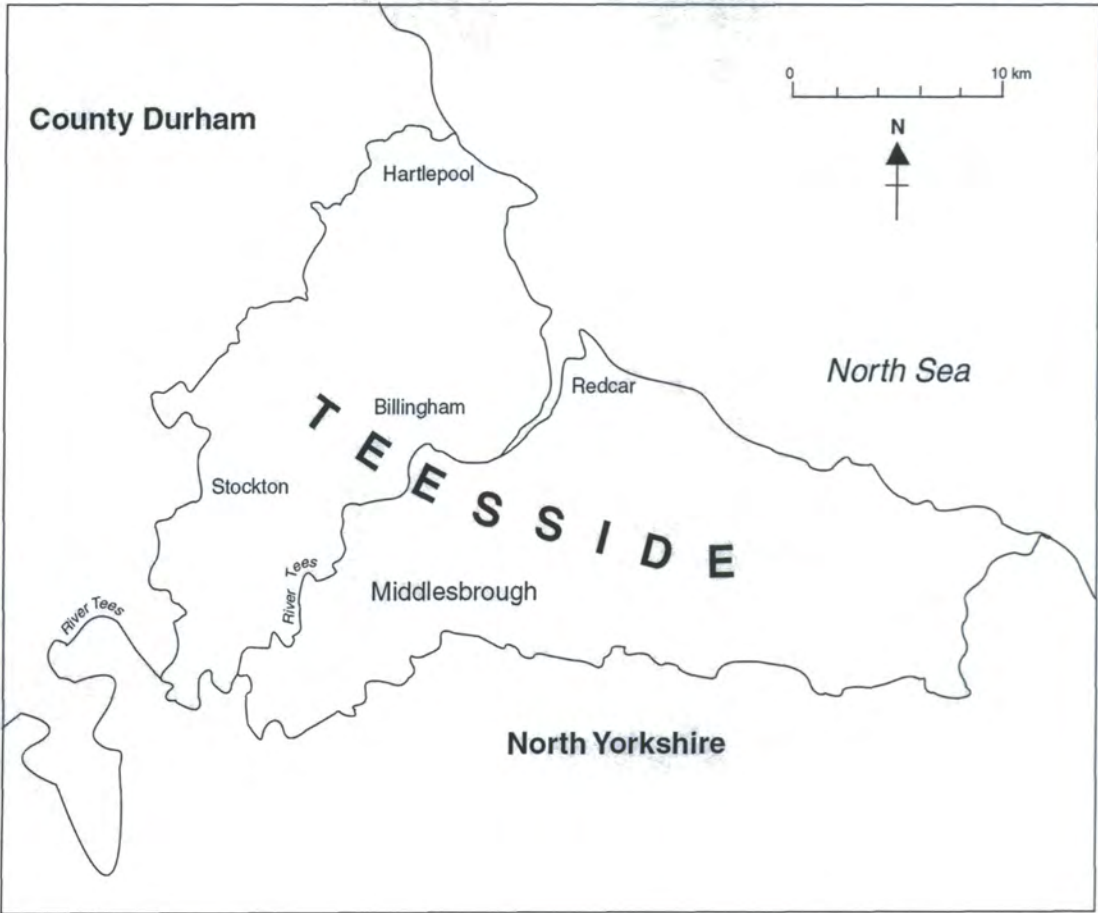 0 10 km
County Durham
N
Hartlepool
North Sea
Redcar
Billingham
TEESSIDE
Stockton
River Tees
Middlesbrough
River Tees
North Yorkshire